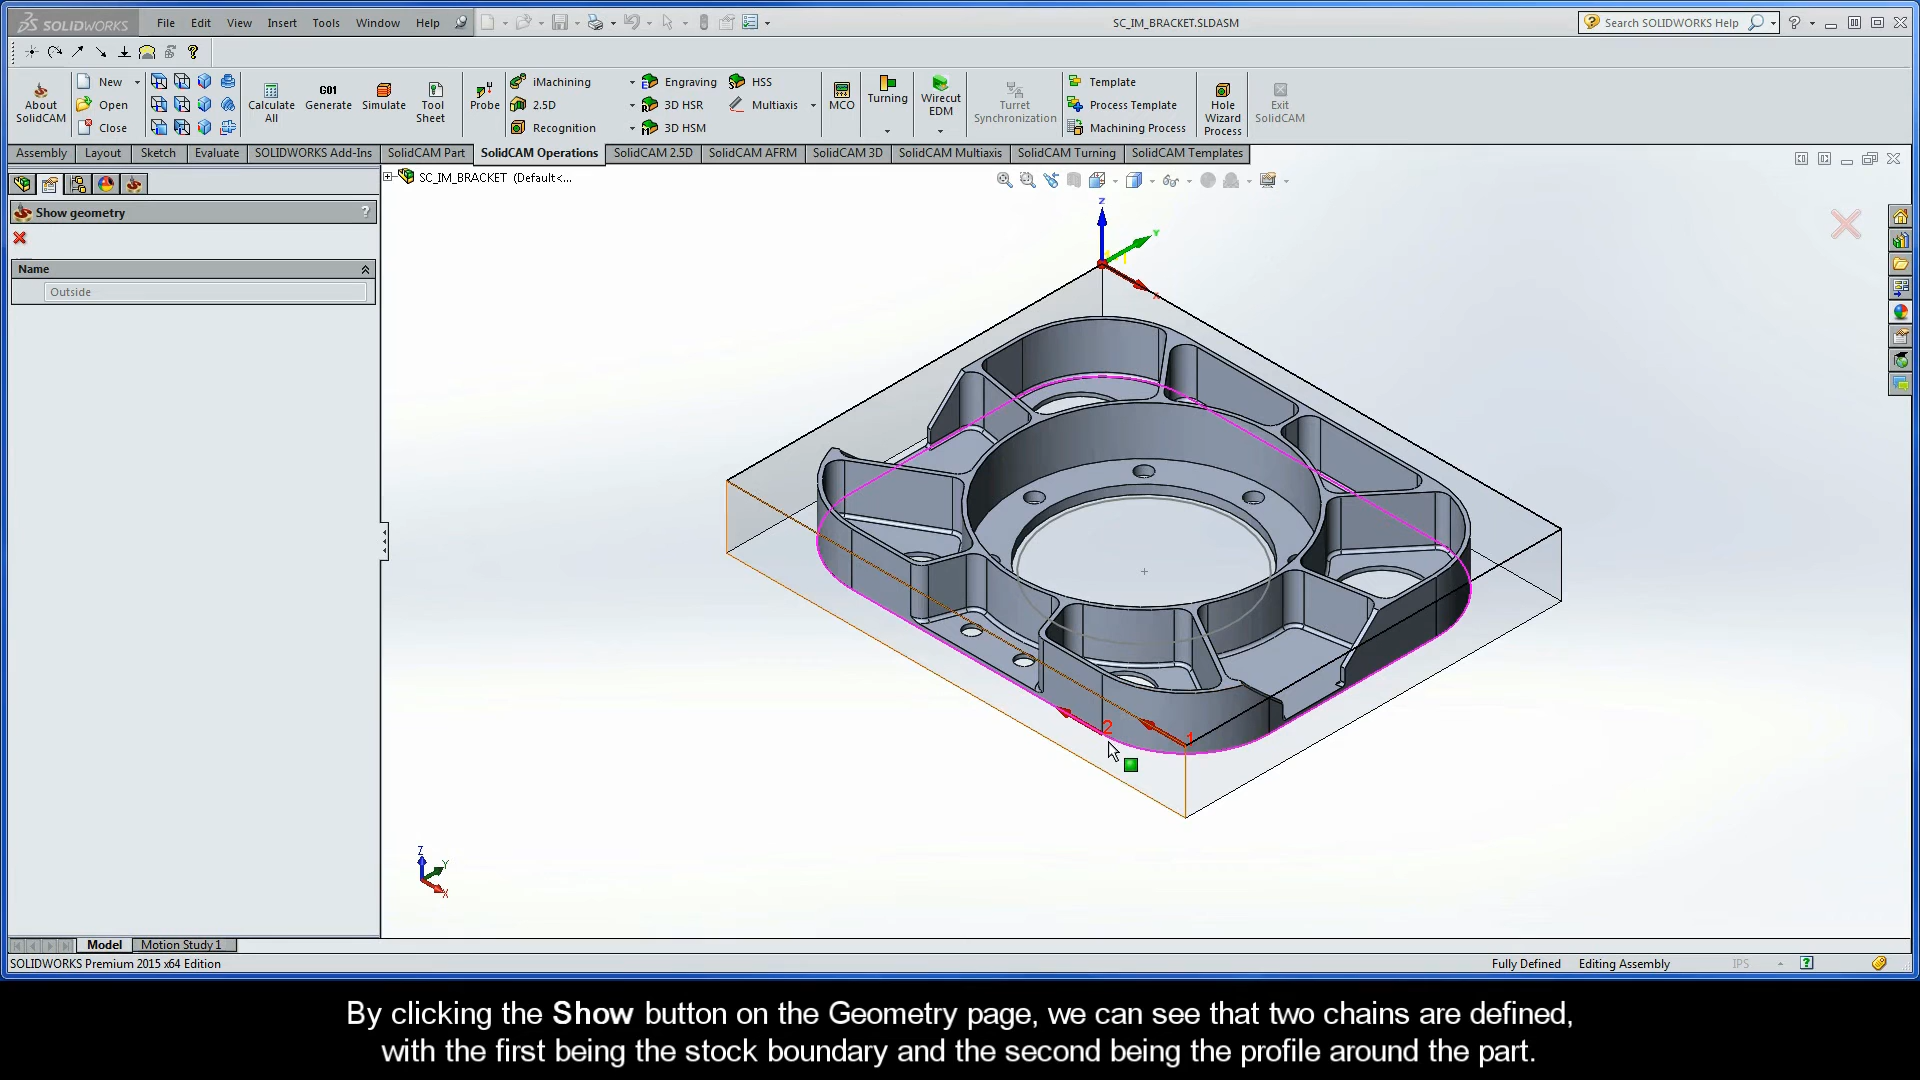 SOLIDWORKS File Edit View Insert Tools Window Help SC_IM_BRACKET.SLDASM Search SOLIDWORKS Help
About SolidCAM
New
Open
Close
Calculate All
G01
Generate
Simulate
Tool Sheet
Probe
iMachining
2.5D
Recognition
Engraving
3D HSR
3D HSM
HSS
Multiaxis
MCO
Turning
Wirecut EDM
Turret Synchronization
Template
Process Template
Machining Process
Hole Wizard Process
Exit SolidCAM
Assembly Layout Sketch Evaluate SOLIDWORKS Add-Ins SolidCAM Part SolidCAM Operations SolidCAM 2.5D SolidCAM AFRM SolidCAM 3D SolidCAM Multiaxis SolidCAM Turning SolidCAM Templates
SC_IM_BRACKET (Default<...
Show geometry ?
Name
Outside
Z
Y
X
2
1
Z
Y
X
Model Motion Study 1
SOLIDWORKS Premium 2015 x64 Edition Fully Defined Editing Assembly IPS
By clicking the Show button on the Geometry page, we can see that two chains are defined,
with the first being the stock boundary and the second being the profile around the part.